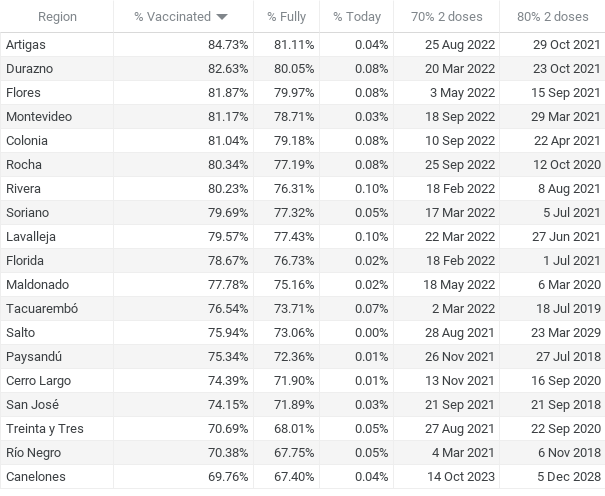 Region % Vaccinated % Fully % Today 70% 2 doses 80% 2 doses
Artigas 84.73% 81.11% 0.04% 25 Aug 2022 29 Oct 2021
Durazno 82.63% 80.05% 0.08% 20 Mar 2022 23 Oct 2021
Flores 81.87% 79.97% 0.08% 3 May 2022 15 Sep 2021
Montevideo 81.17% 78.71% 0.03% 18 Sep 2022 29 Mar 2021
Colonia 81.04% 79.18% 0.08% 10 Sep 2022 22 Apr 2021
Rocha 80.34% 77.19% 0.08% 25 Sep 2022 12 Oct 2020
Rivera 80.23% 76.31% 0.10% 18 Feb 2022 8 Aug 2021
Soriano 79.69% 77.32% 0.05% 17 Mar 2022 5 Jul 2021
Lavalleja 79.57% 77.43% 0.10% 22 Mar 2022 27 Jun 2021
Florida 78.67% 76.73% 0.02% 18 Feb 2022 1 Jul 2021
Maldonado 77.78% 75.16% 0.02% 18 May 2022 6 Mar 2020
Tacuarembó 76.54% 73.71% 0.07% 2 Mar 2022 18 Jul 2019
Salto 75.94% 73.06% 0.00% 28 Aug 2021 23 Mar 2029
Paysandú 75.34% 72.36% 0.01% 26 Nov 2021 27 Jul 2018
Cerro Largo 74.39% 71.90% 0.01% 13 Nov 2021 16 Sep 2020
San José 74.15% 71.89% 0.03% 21 Sep 2021 21 Sep 2018
Treinta y Tres 70.69% 68.01% 0.05% 27 Aug 2021 22 Sep 2020
Río Negro 70.38% 67.75% 0.05% 4 Mar 2021 6 Nov 2018
Canelones 69.76% 67.40% 0.04% 14 Oct 2023 5 Dec 2028